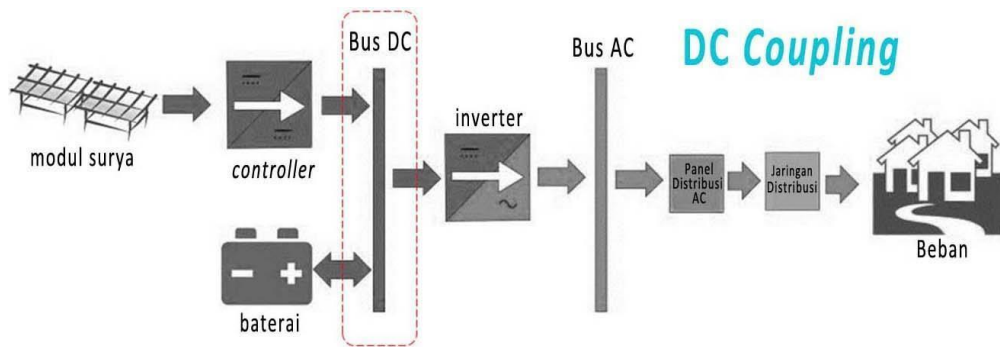 DC Coupling
Bus DC
Bus AC
inverter
modul surya
controller
Panel
Distribusi
AC
Jaringan
Distribusi
Beban
baterai